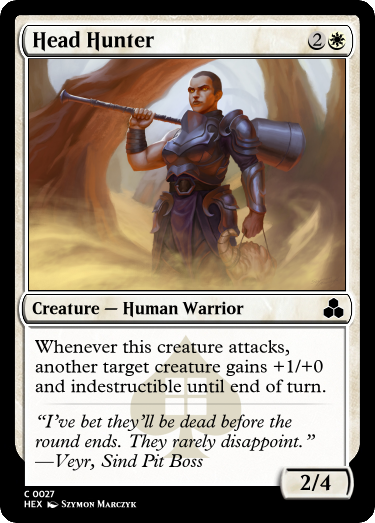 Head Hunter 2
Creature — Human Warrior
Whenever this creature attacks,
another target creature gains +1/+0
and indestructible until end of turn.
“I’ve bet they’ll be dead before the
round ends. They rarely disappoint.”
—Veyr, Sind Pit Boss
2/4
C 0027
HEX Szymon Marczyk